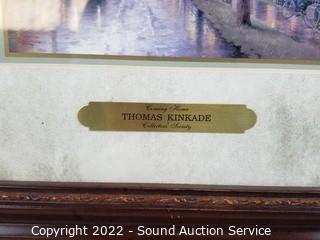 Coming Home
THOMAS KINKADE
Collectors' Society
Copyright 2022 - Sound Auction Service